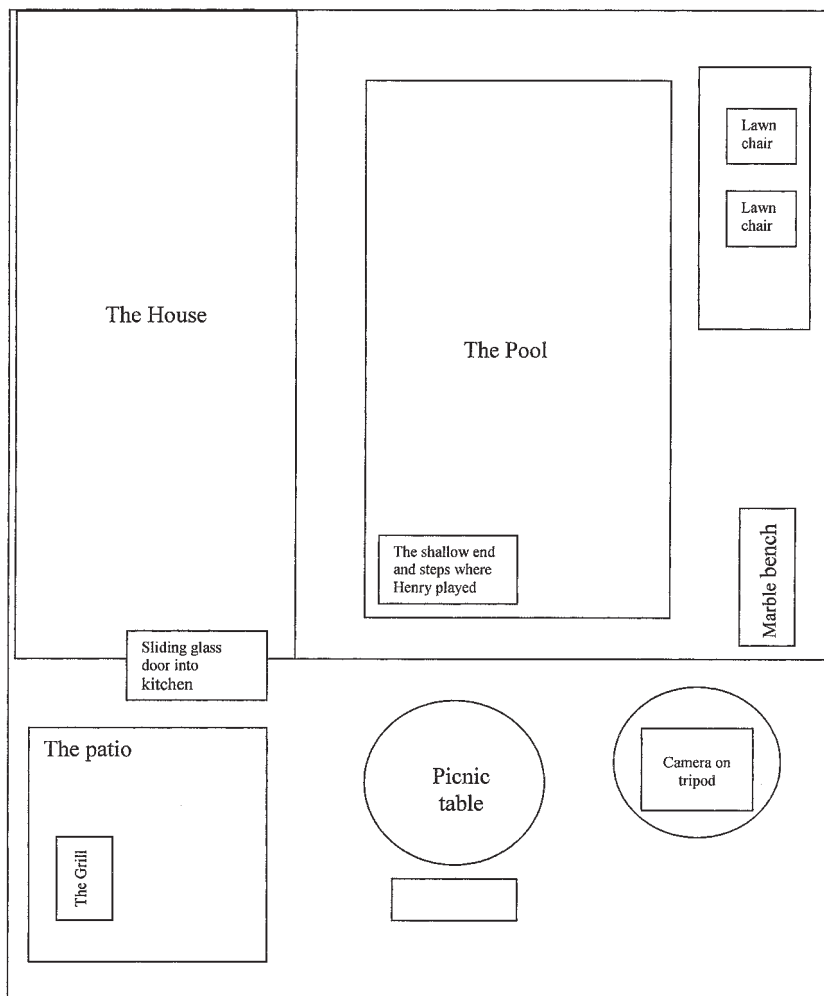 Lawn
chair
Lawn
chair
The House
The Pool
The shallow end
and steps where
Henry played
Marble bench
Sliding glass
door into
kitchen
The patio
Picnic
table
Camera on
tripod
The Grill